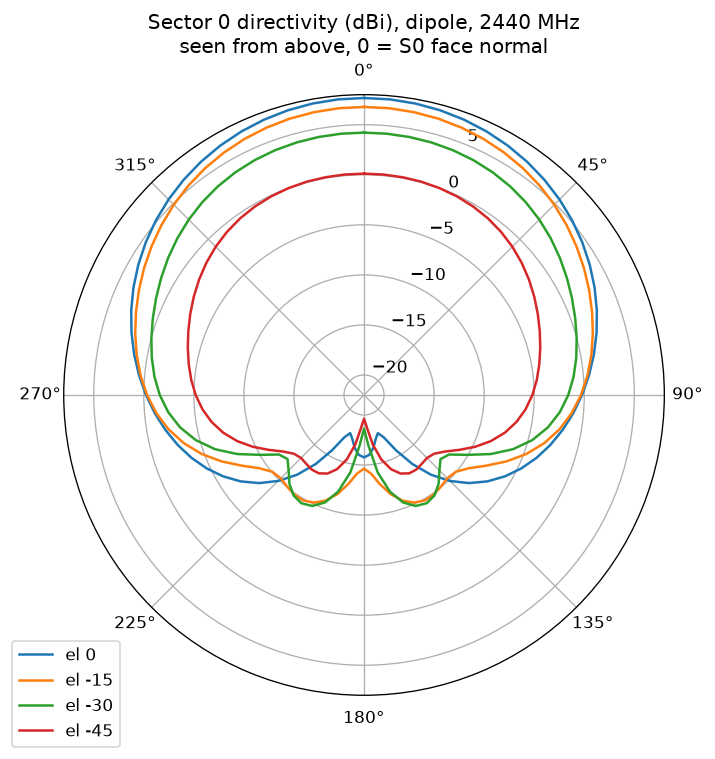 Sector 0 directivity (dBi), dipole, 2440 MHz
seen from above, 0 = S0 face normal
0°
45°
90°
135°
180°
225°
270°
315°
5
0
−5
−10
−15
−20
el 0
el -15
el -30
el -45